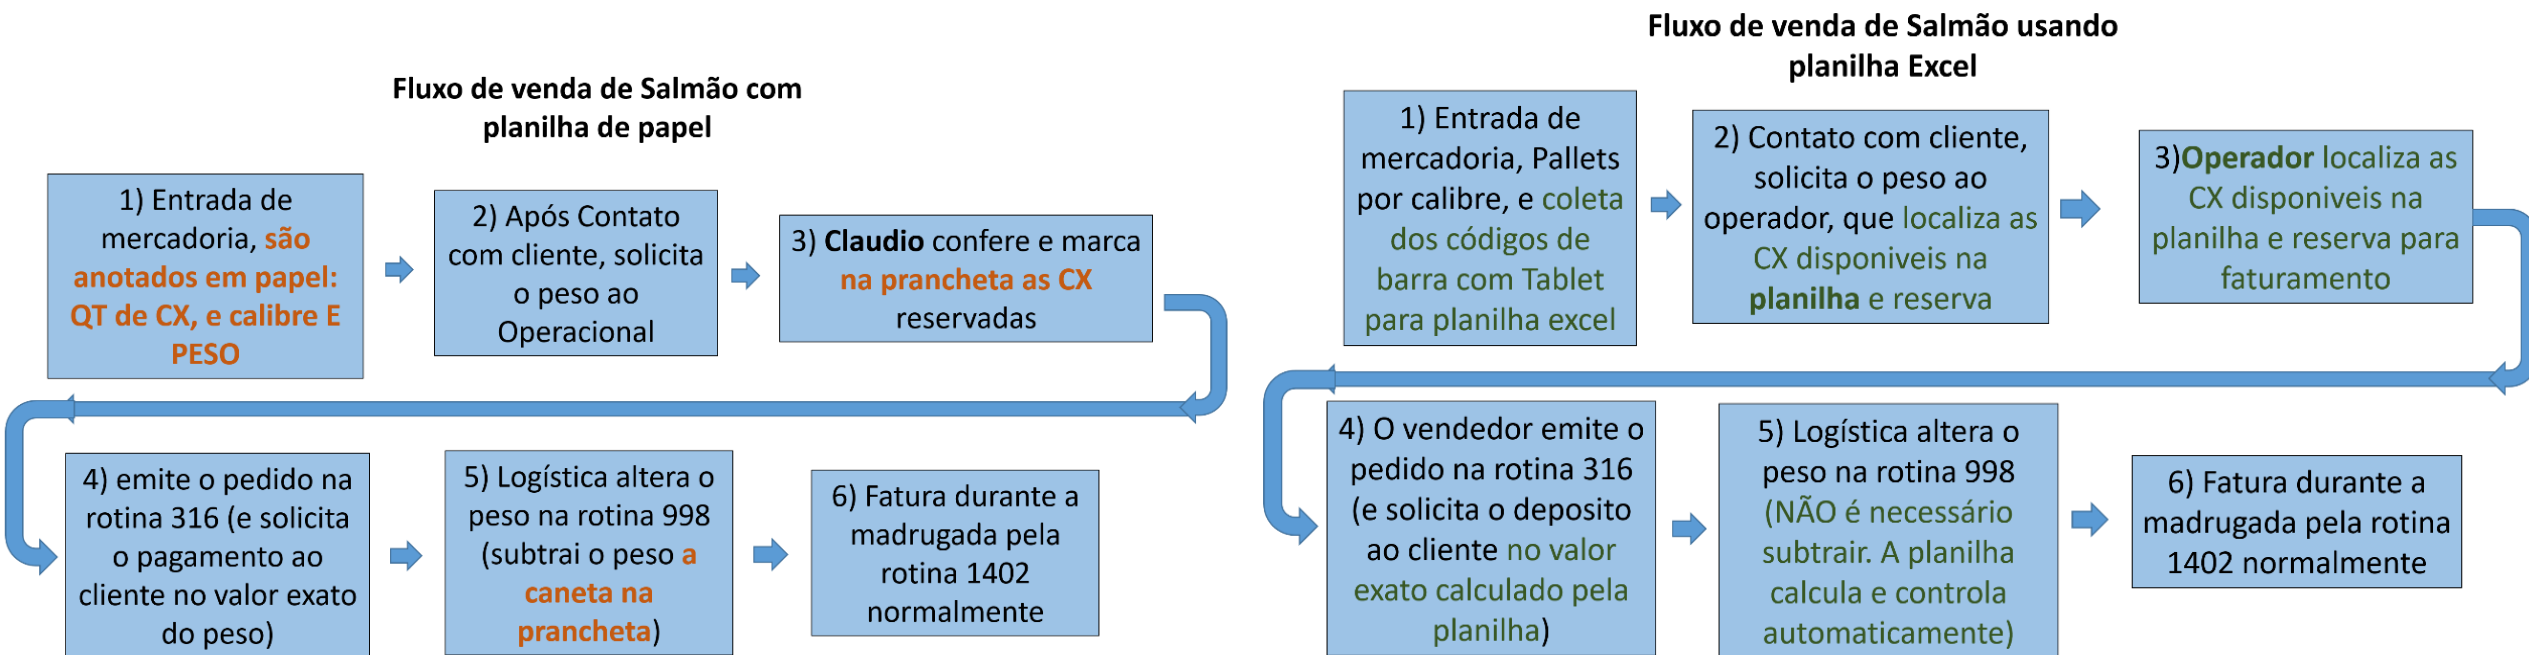 Fluxo de venda de Salmão com
planilha de papel
1) Entrada de
mercadoria, são
anotados em papel:
QT de CX, e calibre E
PESO
2) Após Contato
com cliente, solicita
o peso ao
Operacional
3) Claudio confere e marca
na prancheta as CX
reservadas
4) emite o pedido na
rotina 316 (e solicita
o pagamento ao
cliente no valor exato
do peso)
5) Logística altera o
peso na rotina 998
(subtrai o peso a
caneta na
prancheta)
6) Fatura durante a
madrugada pela
rotina 1402
normalmente
Fluxo de venda de Salmão usando
planilha Excel
1) Entrada de
mercadoria, Pallets
por calibre, e coleta
dos códigos de
barra com Tablet
para planilha excel
2) Contato com cliente,
solicita o peso ao
operador, que localiza as
CX disponiveis na
planilha e reserva
3)Operador localiza as
CX disponiveis na
planilha e reserva para
faturamento
4) O vendedor emite o
pedido na rotina 316
(e solicita o deposito
ao cliente no valor
exato calculado pela
planilha)
5) Logística altera o
peso na rotina 998
(NÃO é necessário
subtrair. A planilha
calcula e controla
automaticamente)
6) Fatura durante a
madrugada pela rotina
1402 normalmente